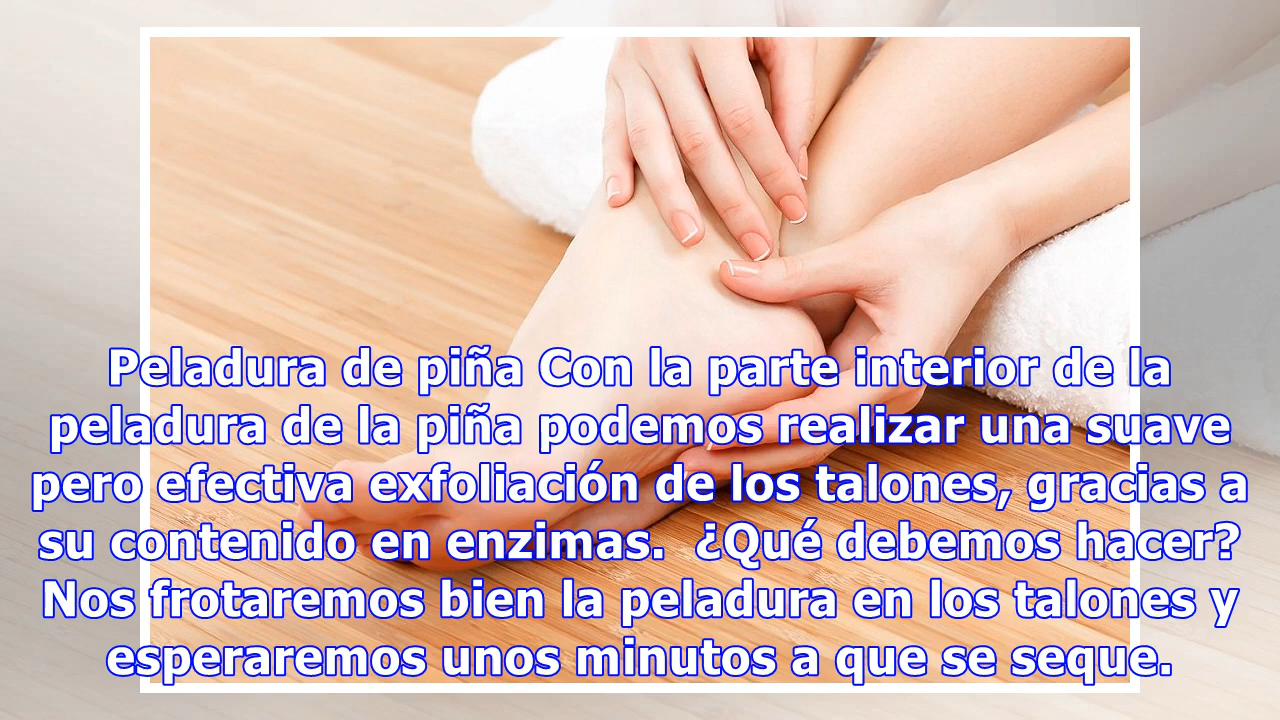 Peladura de piña Con la parte interior de la
peladura de la piña podemos realizar una suave
pero efectiva exfoliación de los talones, gracias a
su contenido en enzimas.  ¿Qué debemos hacer?
Nos frotaremos bien la peladura en los talones y
esperaremos unos minutos a que se seque.